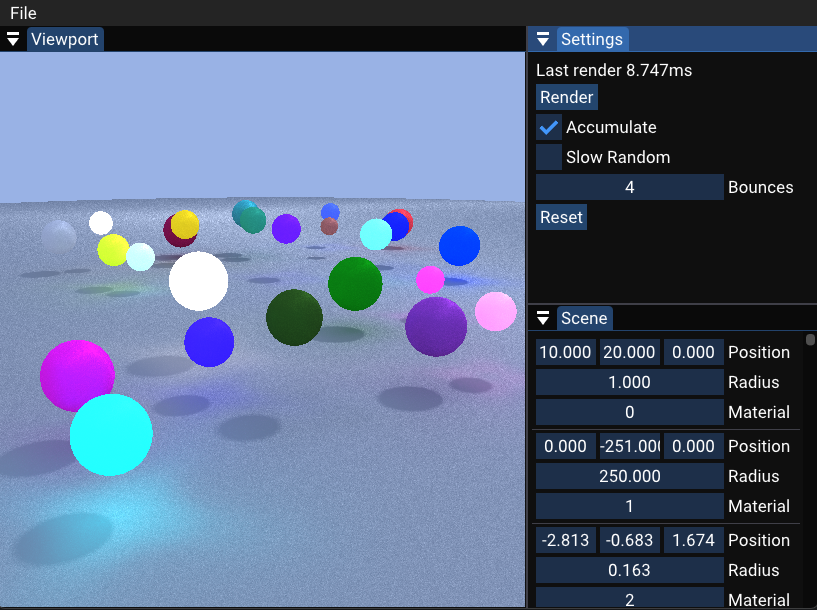 File
Viewport
Settings
Last render 8.747ms
Render
Accumulate
Slow Random
4 Bounces
Reset
Scene
10.000 20.000 0.000 Position
1.000 Radius
0 Material
0.000 -251.000 0.000 Position
250.000 Radius
1 Material
-2.813 -0.683 1.674 Position
0.163 Radius
2 Material